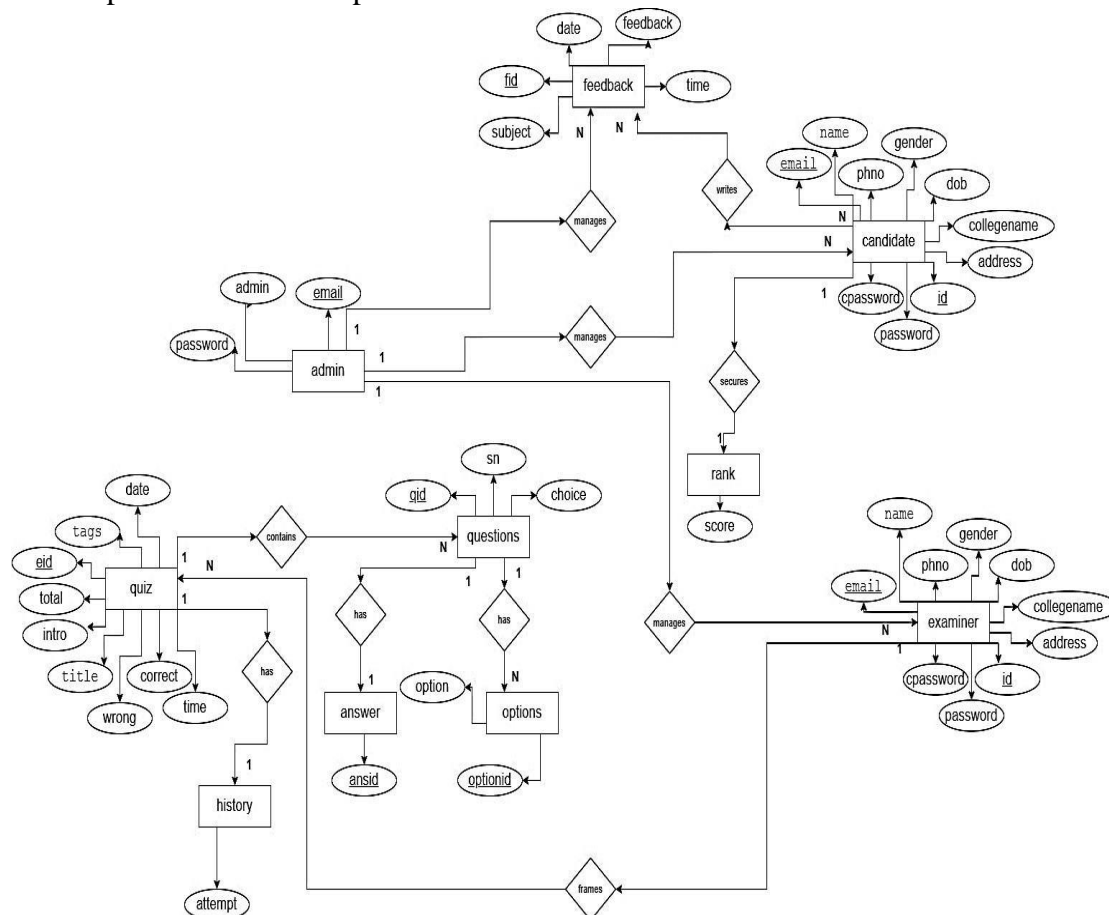 date
feedback
fid
feedback
time
subject
N
N
name
gender
email
phno
dob
writes
manages
N
candidate
collegename
N
address
admin
email
cpassword
id
1
manages
1
password
password
1
admin
1
secures
1
rank
sn
date
qid
choice
score
tags
contains
questions
name
gender
eid
1
N
N
phno
quiz
1
1
email
dob
total
1
has
has
collegename
intro
manages
examiner
N
title
correct
has
1
address
wrong
time
option
1
N
cpassword
id
answer
options
password
1
ansid
optionid
history
frames
attempt